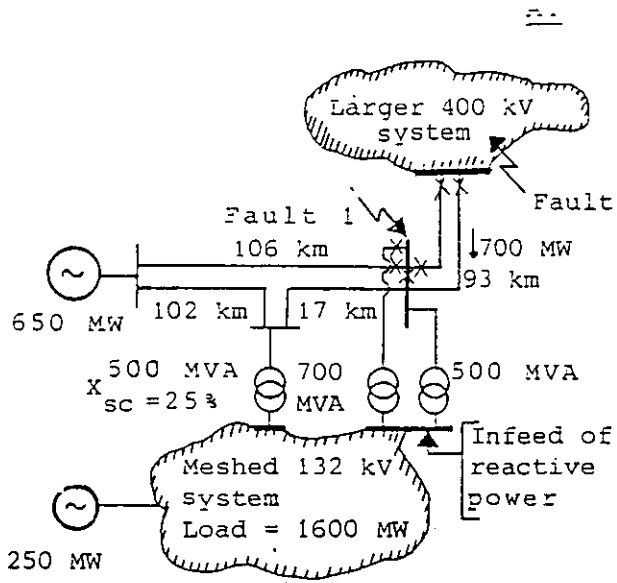 Larger 400 kV
system
Fault
Fault 1
106 km
700 MW
93 km
650 MW
102 km
17 km
500 MVA
X sc =25%
700
MVA
500 MVA
Infeed of
reactive
power
Meshed 132 kV
system
Load = 1600 MW
250 MW